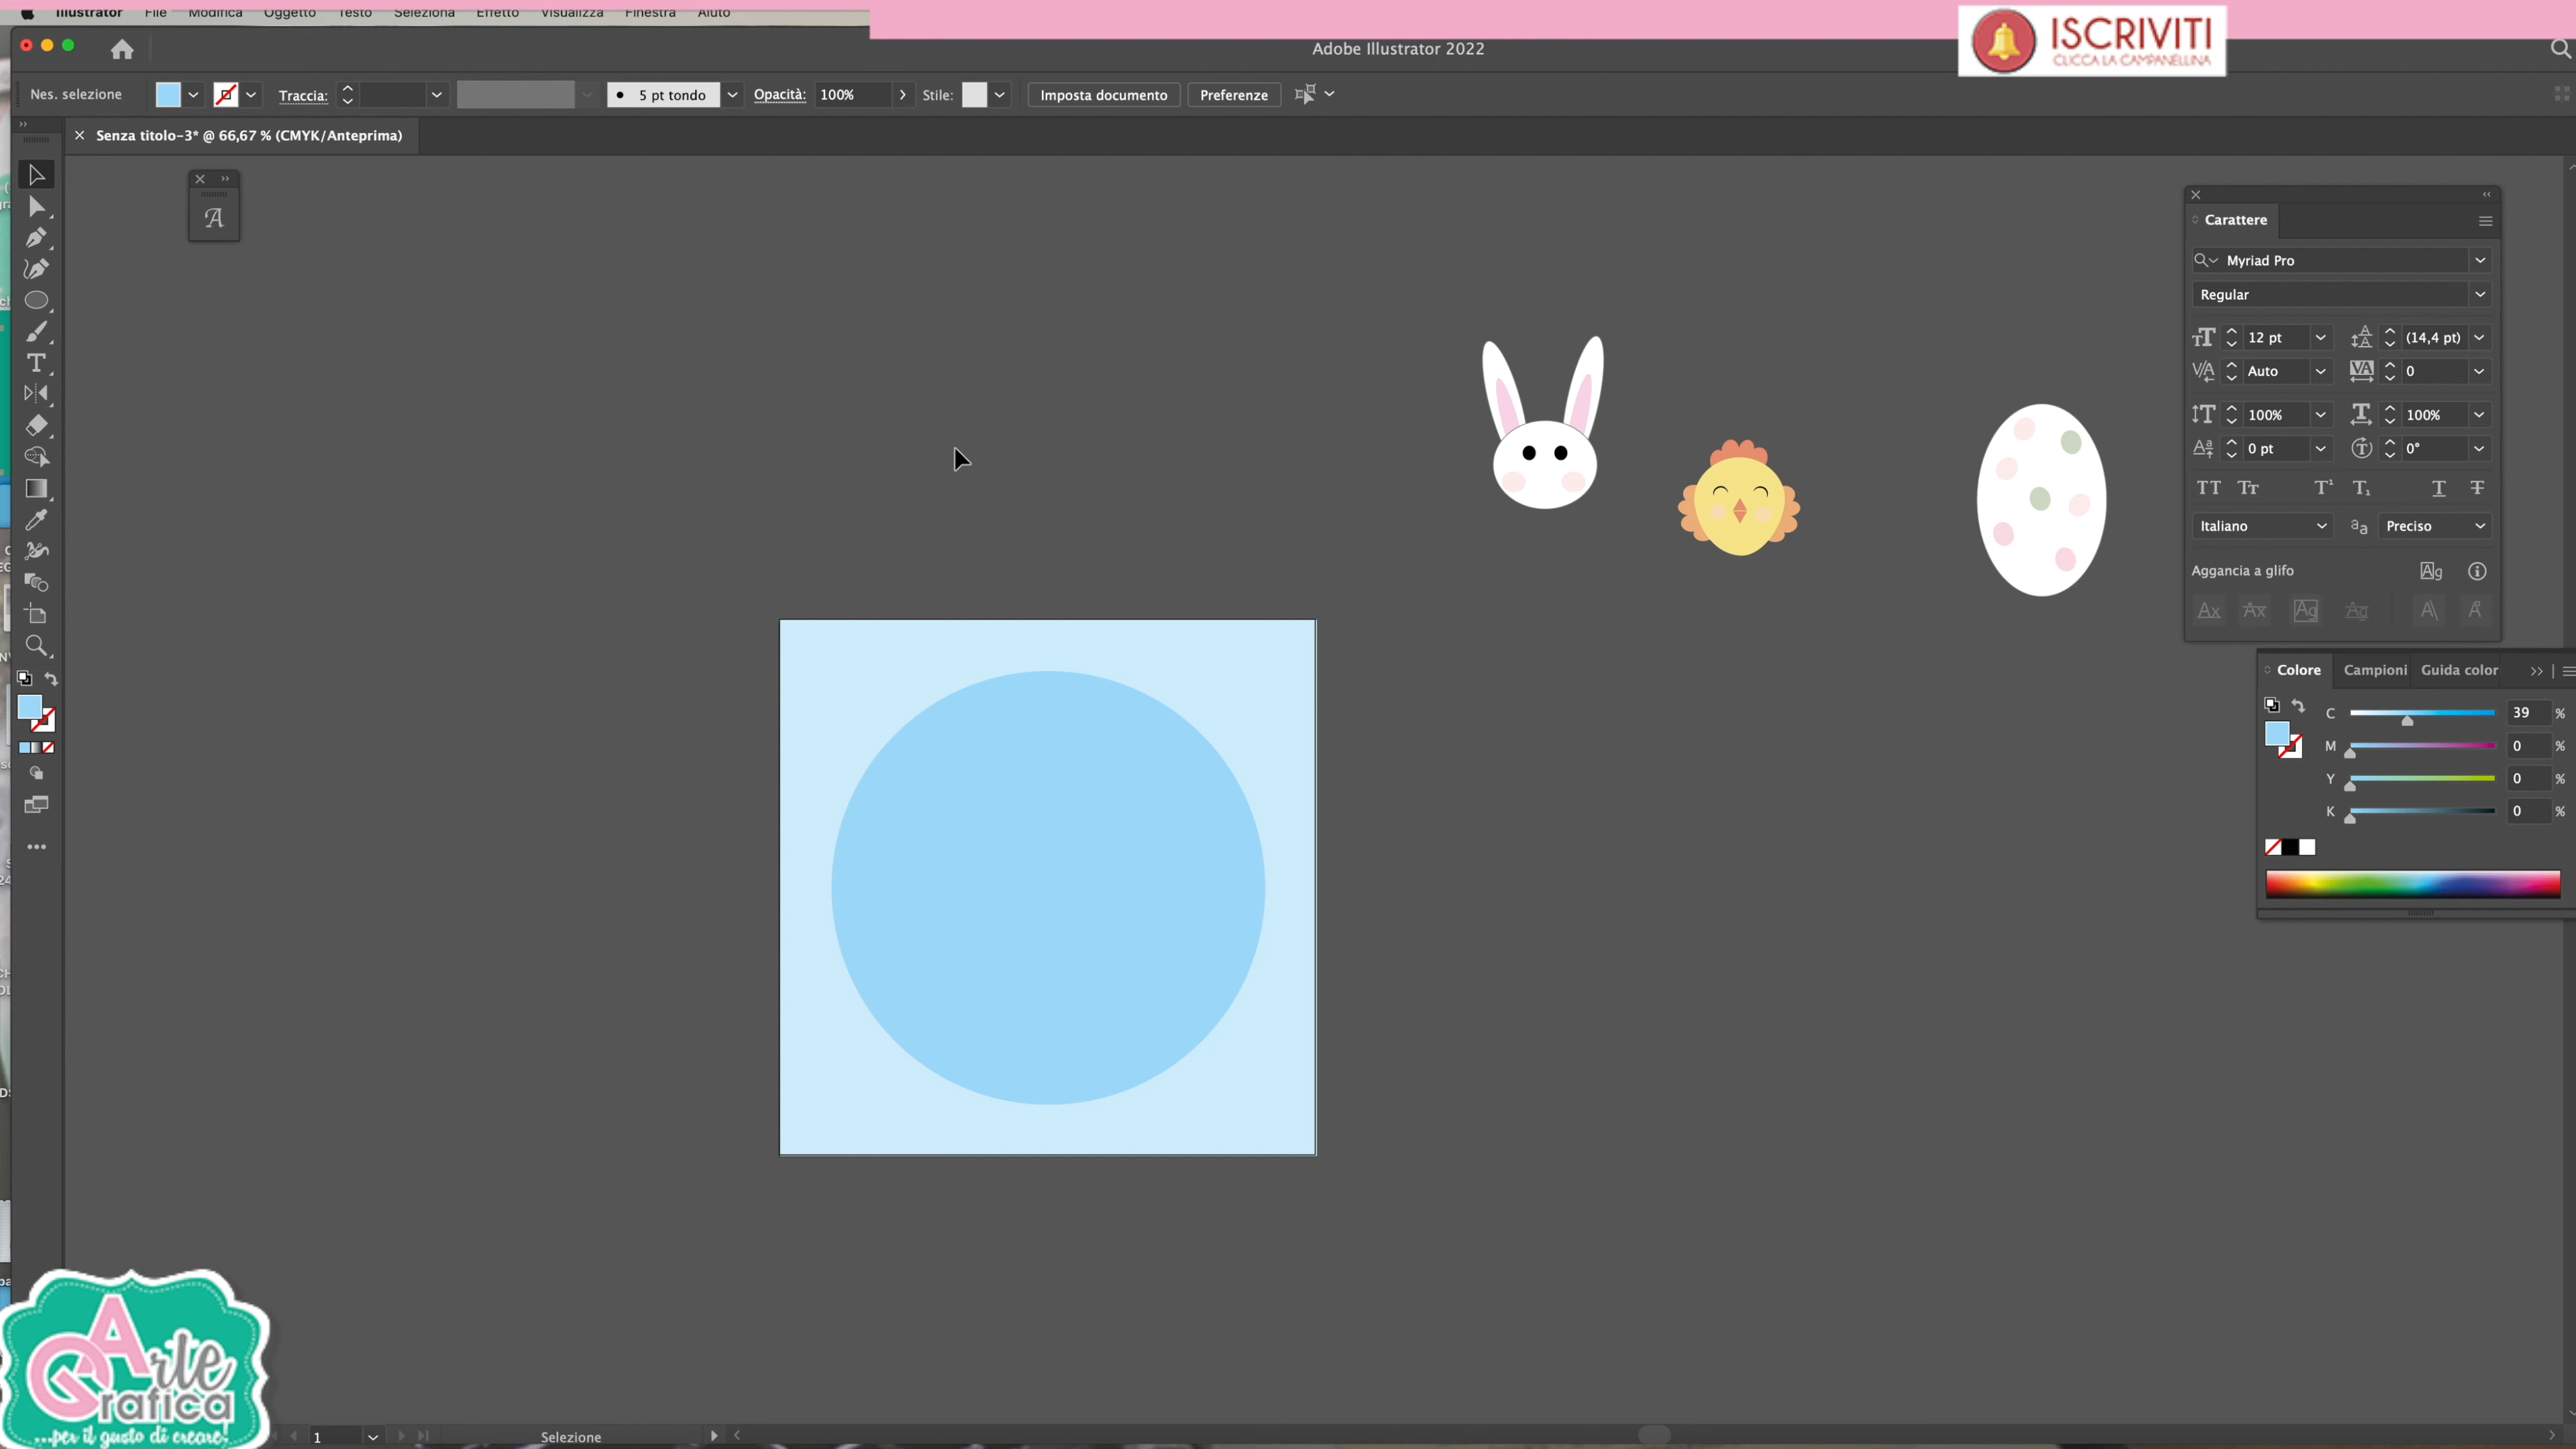 Illustrator File Modifica Oggetto Testo Seleziona Effetto Visualizza Finestra Aiuto
ISCRIVITI
CLICCA LA CAMPANELLINA
Adobe Illustrator 2022
Nes. selezione
Traccia:
5 pt tondo
Opacità: 100%
Stile:
Imposta documento
Preferenze
Senza titolo-3* @ 66,67 % (CMYK/Anteprima)
Carattere
Myriad Pro
Regular
12 pt
(14,4 pt)
Auto
0
100%
100%
0 pt
0°
Italiano
Preciso
Aggancia a glifo
Colore Campioni Guida color
C 39 %
M 0 %
Y 0 %
K 0 %
Arte
Grafica
...per il gusto di creare!
1
Selezione